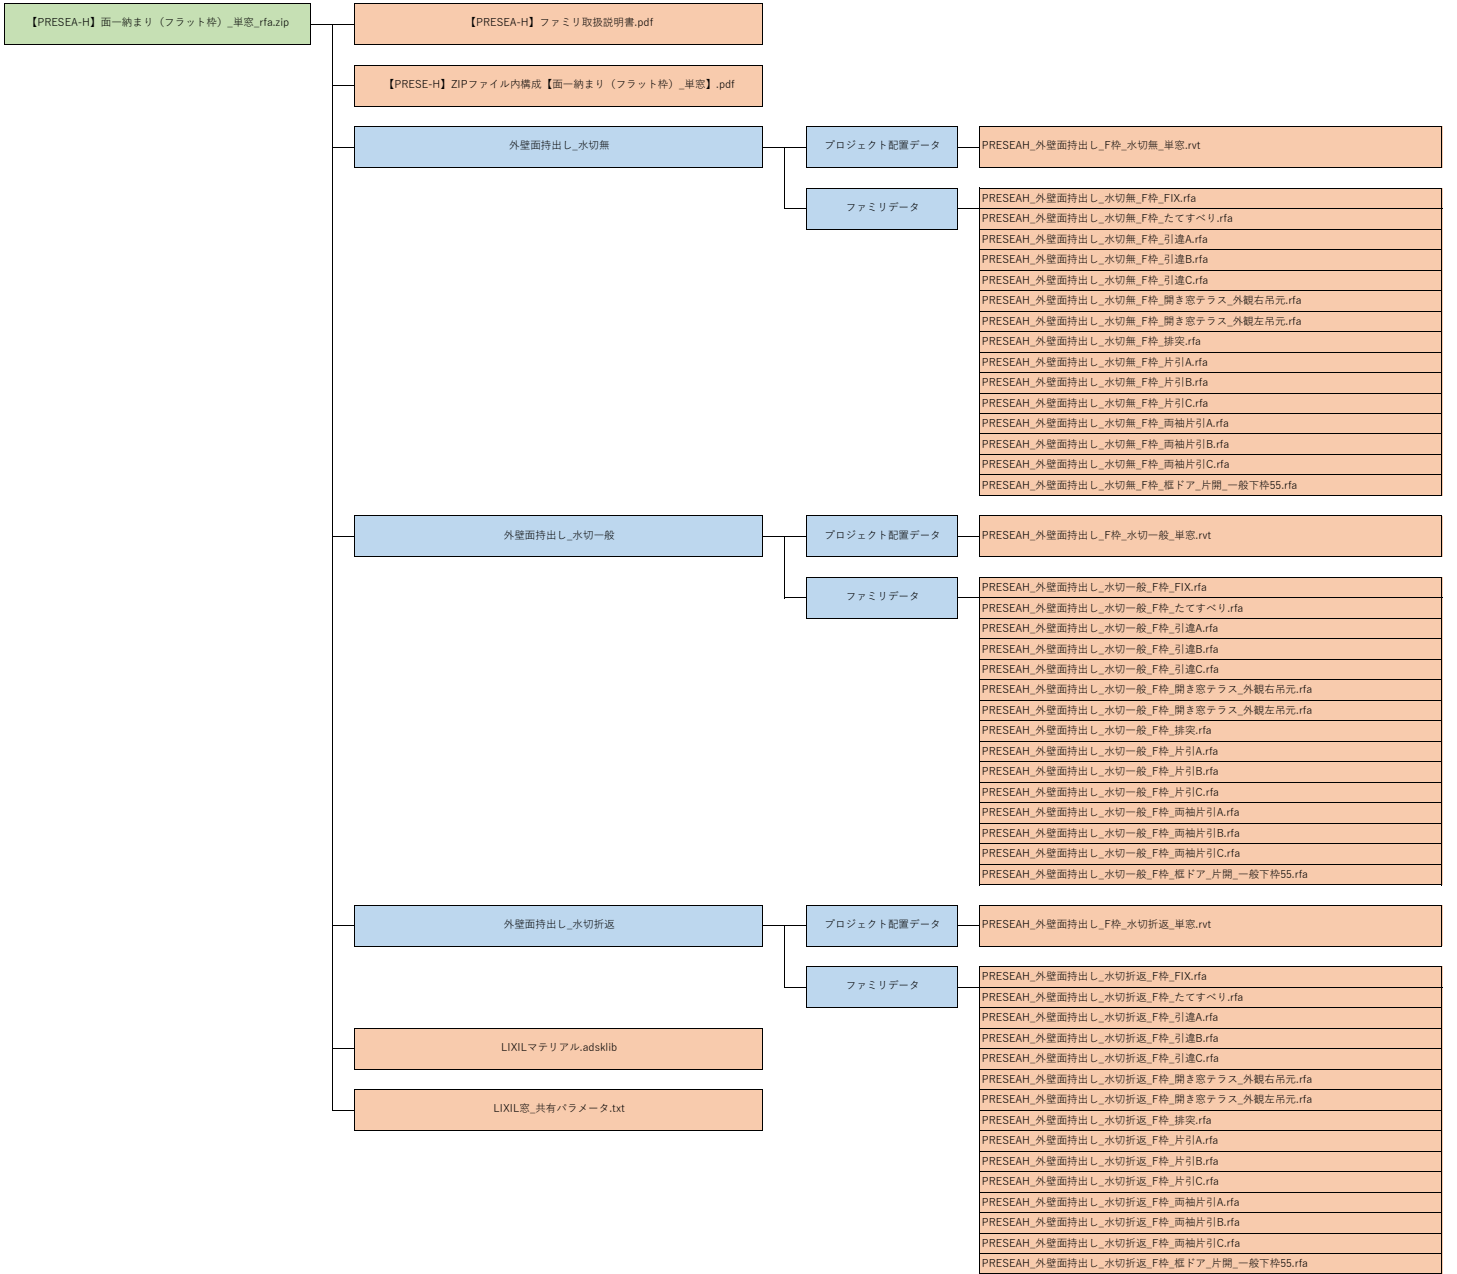 【PRESEA-H】面一納まり（フラット枠）_単窓_rfa.zip
【PRESEA-H】ファミリ取扱説明書.pdf
【PRESE-H】ZIPファイル内構成【面一納まり（フラット枠）_単窓】.pdf
外壁面持出し_水切無
プロジェクト配置データ
PRESEAH_外壁面持出し_F枠_水切無_単窓.rvt
ファミリデータ
PRESEAH_外壁面持出し_水切無_F枠_FIX.rfa
PRESEAH_外壁面持出し_水切無_F枠_たてすべり.rfa
PRESEAH_外壁面持出し_水切無_F枠_引違A.rfa
PRESEAH_外壁面持出し_水切無_F枠_引違B.rfa
PRESEAH_外壁面持出し_水切無_F枠_引違C.rfa
PRESEAH_外壁面持出し_水切無_F枠_開き窓テラス_外観右吊元.rfa
PRESEAH_外壁面持出し_水切無_F枠_開き窓テラス_外観左吊元.rfa
PRESEAH_外壁面持出し_水切無_F枠_排突.rfa
PRESEAH_外壁面持出し_水切無_F枠_片引A.rfa
PRESEAH_外壁面持出し_水切無_F枠_片引B.rfa
PRESEAH_外壁面持出し_水切無_F枠_片引C.rfa
PRESEAH_外壁面持出し_水切無_F枠_両袖片引A.rfa
PRESEAH_外壁面持出し_水切無_F枠_両袖片引B.rfa
PRESEAH_外壁面持出し_水切無_F枠_両袖片引C.rfa
PRESEAH_外壁面持出し_水切無_F枠_框ドア_片開_一般下枠55.rfa
外壁面持出し_水切一般
プロジェクト配置データ
PRESEAH_外壁面持出し_F枠_水切一般_単窓.rvt
ファミリデータ
PRESEAH_外壁面持出し_水切一般_F枠_FIX.rfa
PRESEAH_外壁面持出し_水切一般_F枠_たてすべり.rfa
PRESEAH_外壁面持出し_水切一般_F枠_引違A.rfa
PRESEAH_外壁面持出し_水切一般_F枠_引違B.rfa
PRESEAH_外壁面持出し_水切一般_F枠_引違C.rfa
PRESEAH_外壁面持出し_水切一般_F枠_開き窓テラス_外観右吊元.rfa
PRESEAH_外壁面持出し_水切一般_F枠_開き窓テラス_外観左吊元.rfa
PRESEAH_外壁面持出し_水切一般_F枠_排突.rfa
PRESEAH_外壁面持出し_水切一般_F枠_片引A.rfa
PRESEAH_外壁面持出し_水切一般_F枠_片引B.rfa
PRESEAH_外壁面持出し_水切一般_F枠_片引C.rfa
PRESEAH_外壁面持出し_水切一般_F枠_両袖片引A.rfa
PRESEAH_外壁面持出し_水切一般_F枠_両袖片引B.rfa
PRESEAH_外壁面持出し_水切一般_F枠_両袖片引C.rfa
PRESEAH_外壁面持出し_水切一般_F枠_框ドア_片開_一般下枠55.rfa
外壁面持出し_水切折返
プロジェクト配置データ
PRESEAH_外壁面持出し_F枠_水切折返_単窓.rvt
ファミリデータ
PRESEAH_外壁面持出し_水切折返_F枠_FIX.rfa
PRESEAH_外壁面持出し_水切折返_F枠_たてすべり.rfa
PRESEAH_外壁面持出し_水切折返_F枠_引違A.rfa
PRESEAH_外壁面持出し_水切折返_F枠_引違B.rfa
PRESEAH_外壁面持出し_水切折返_F枠_引違C.rfa
PRESEAH_外壁面持出し_水切折返_F枠_開き窓テラス_外観右吊元.rfa
PRESEAH_外壁面持出し_水切折返_F枠_開き窓テラス_外観左吊元.rfa
PRESEAH_外壁面持出し_水切折返_F枠_排突.rfa
PRESEAH_外壁面持出し_水切折返_F枠_片引A.rfa
PRESEAH_外壁面持出し_水切折返_F枠_片引B.rfa
PRESEAH_外壁面持出し_水切折返_F枠_片引C.rfa
PRESEAH_外壁面持出し_水切折返_F枠_両袖片引A.rfa
PRESEAH_外壁面持出し_水切折返_F枠_両袖片引B.rfa
PRESEAH_外壁面持出し_水切折返_F枠_両袖片引C.rfa
PRESEAH_外壁面持出し_水切折返_F枠_框ドア_片開_一般下枠55.rfa
LIXILマテリアル.adsklib
LIXIL窓_共有パラメータ.txt